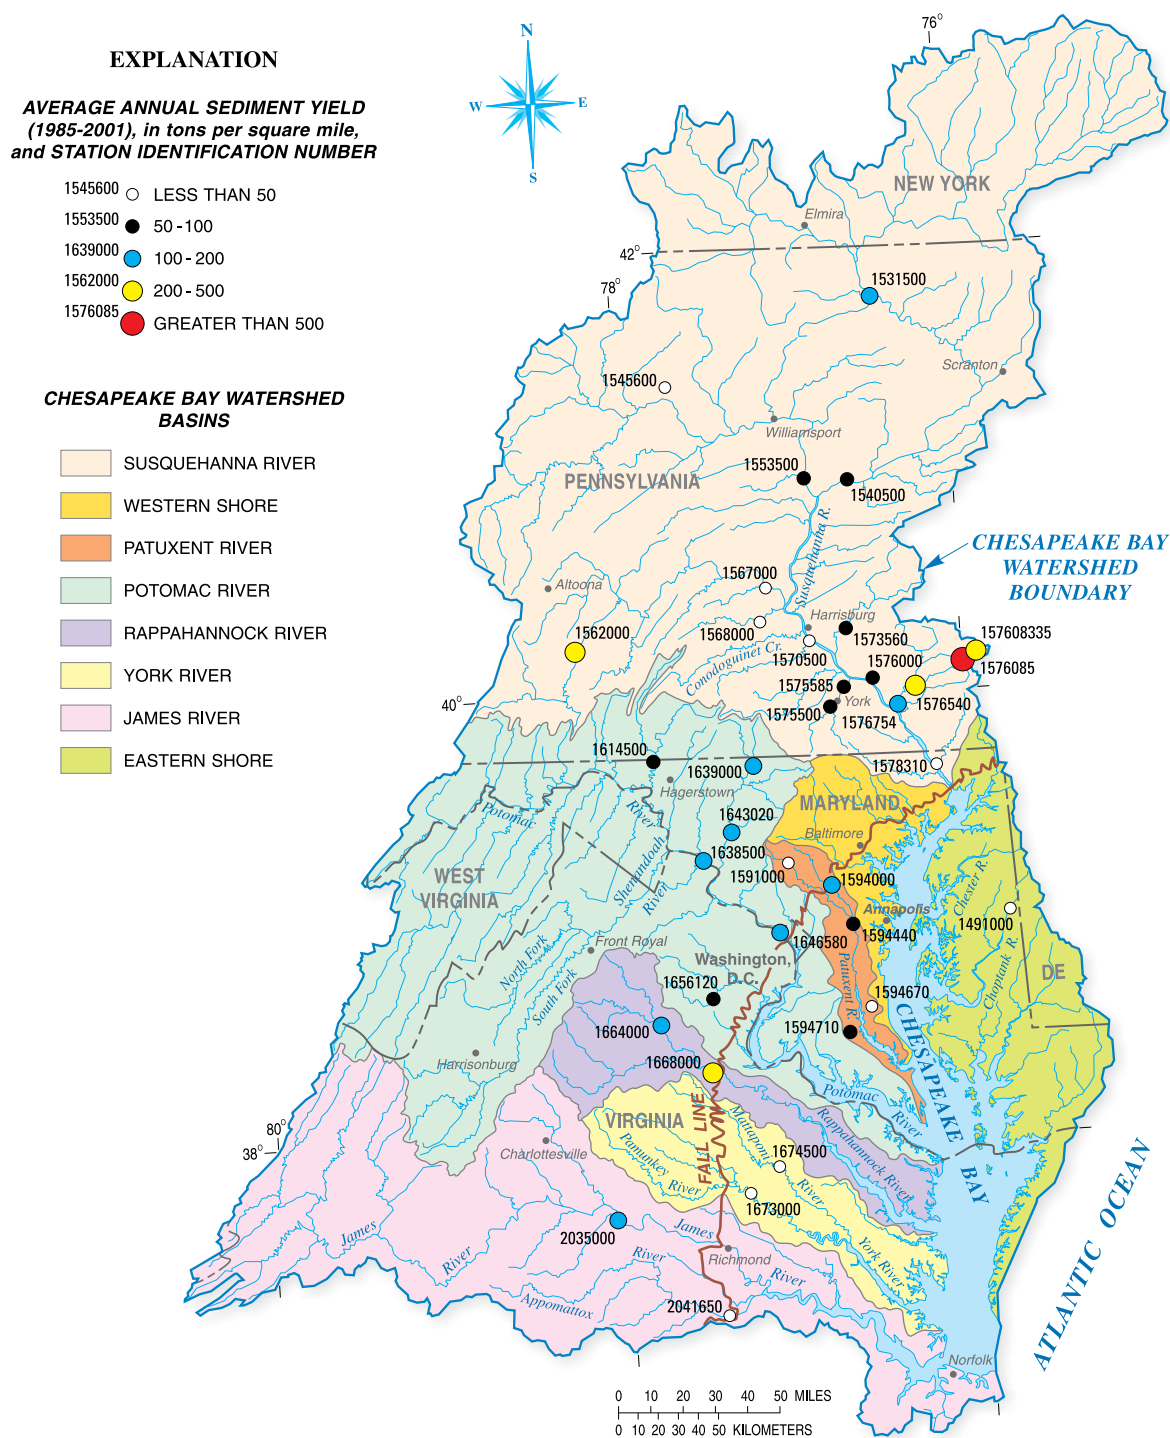 EXPLANATION
AVERAGE ANNUAL SEDIMENT YIELD
(1985-2001), in tons per square mile,
and STATION IDENTIFICATION NUMBER
1545600 LESS THAN 50
1553500 50-100
1639000 100-200
1562000 200-500
1576085 GREATER THAN 500
CHESAPEAKE BAY WATERSHED
BASINS
SUSQUEHANNA RIVER
WESTERN SHORE
PATUXENT RIVER
POTOMAC RIVER
RAPPAHANNOCK RIVER
YORK RIVER
JAMES RIVER
EASTERN SHORE
N
W
E
S
76°
NEW YORK
Elmira
42°
78°
1531500
Scranton
1545600
Williamsport
1553500
PENNSYLVANIA
1540500
Susquehanna R.
CHESAPEAKE BAY
WATERSHED
BOUNDARY
1567000
Altoona
Harrisburg
1568000
1573560
1562000
157608335
1570500
1576000
1576085
Conodoguinet Cr.
1575585
York
1576540
1575500
1576754
40°
1614500
1639000
1578310
Hagerstown
MARYLAND
Potomac
River
1643020
Baltimore
1638500
Shenandoah
River
1591000
1594000
WEST
VIRGINIA
Chester R.
Annapolis
1491000
1594440
1646580
Front Royal
North Fork
South Fork
Washington,
D.C.
Patuxent R.
Choptank R.
DE
1656120
1594670
1664000
1594710
CHESAPEAKE
BAY
Harrisonburg
1668000
Potomac
River
FALL LINE
VIRGINIA
Mattaponi
River
Rappahannock River
80°
38°
Charlottesville
Pamunkey
River
1674500
1673000
York River
2035000
James
River
James
River
Richmond
River
Appomattox
2041650
ATLANTIC OCEAN
Norfolk
0 10 20 30 40 50 MILES
0 10 20 30 40 50 KILOMETERS